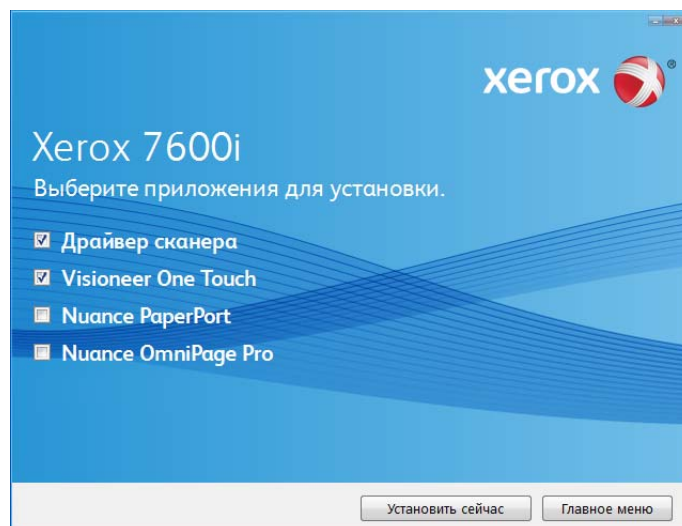 xerox ®
Xerox 7600i
Выберите приложения для установки.
Драйвер сканера
Visioneer One Touch
Nuance PaperPort
Nuance OmniPage Pro
Установить сейчас
Главное меню